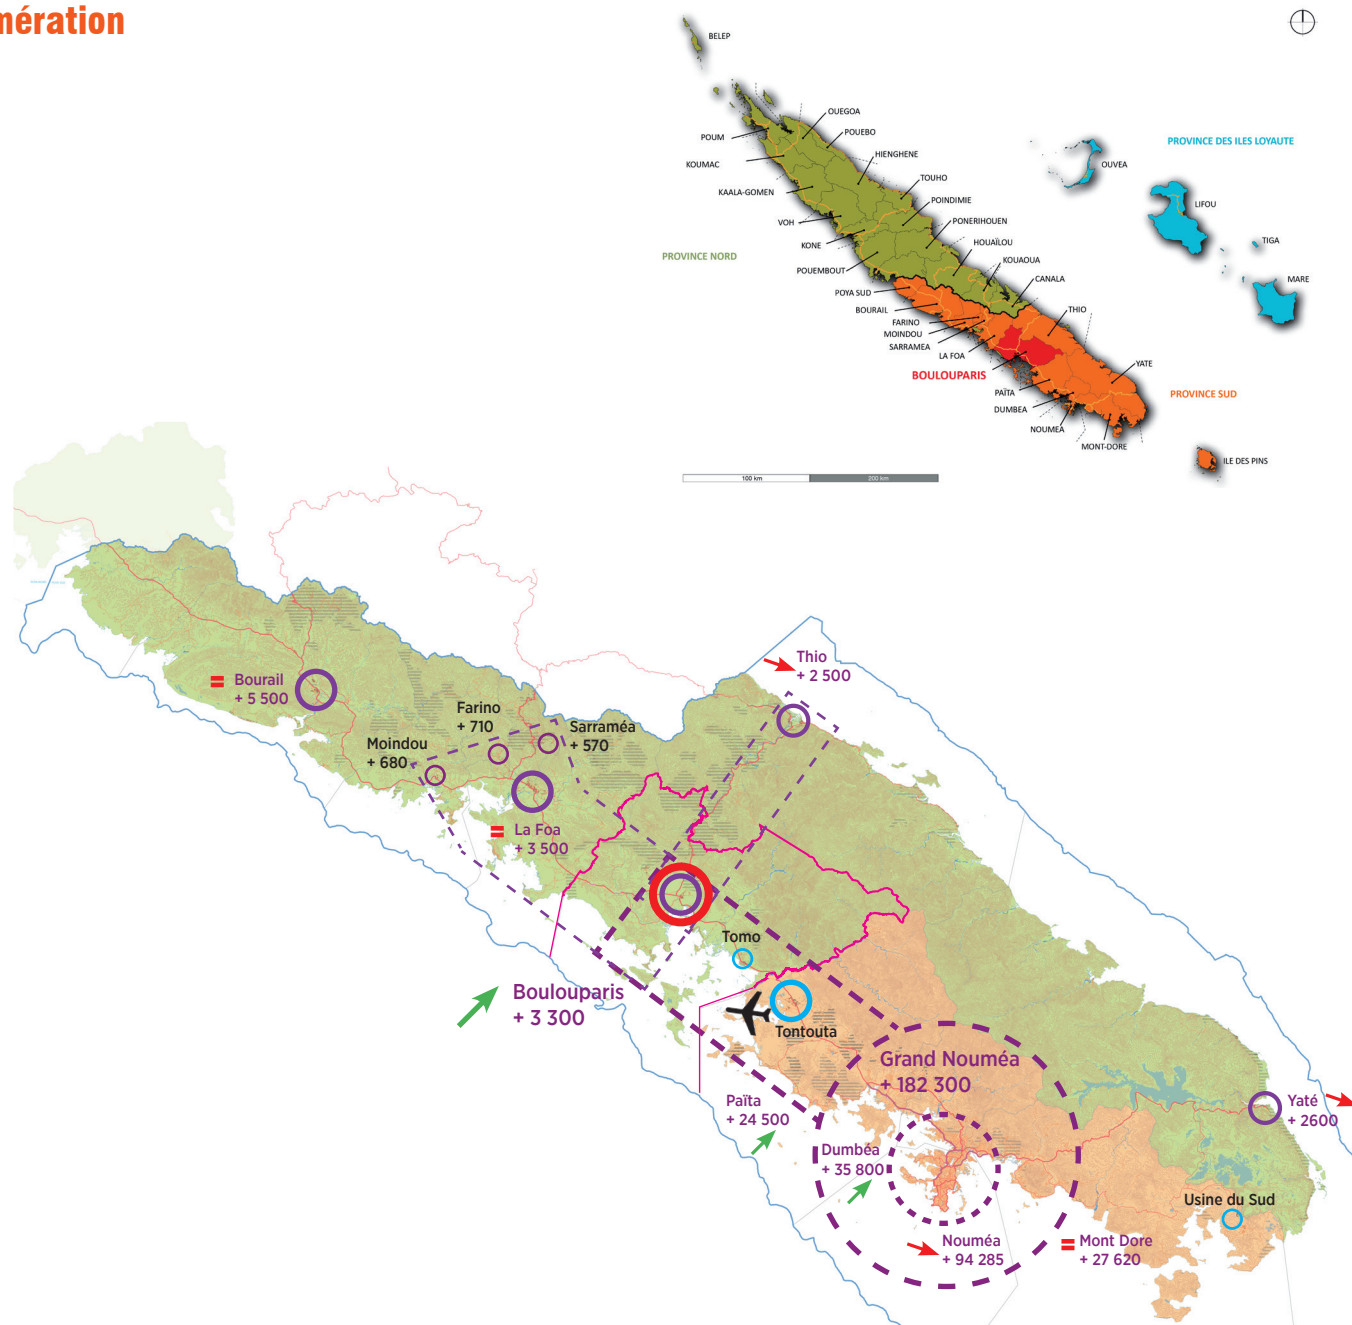 mération
BELEP
OUEGOA
POUEBO
POUM
HIENGHENE
KOUMAC
TOUHO
KAALA-GOMEN
POINDIMIE
VOH
PONERIHOUEN
KONE
HOUAÏLOU
PROVINCE NORD
KOUAOUA
POUEMBOUT
CANALA
POYA SUD
THIO
BOURAIL
FARINO
MOINDOU
SARRAMEA
LA FOA
YATE
BOULOUPARIS
PAÏTA
PROVINCE SUD
DUMBEA
NOUMEA
MONT-DORE
ILE DES PINS
PROVINCE DES ILES LOYAUTE
OUVEA
LIFOU
TIGA
MARE
100 km
200 km
Thio
+ 2 500
= Bourail
+ 5 500
Farino
+ 710
Sarraméa
+ 570
Moindou
+ 680
= La Foa
+ 3 500
Tomo
Boulouparis
+ 3 300
Tontouta
Grand Nouméa
+ 182 300
Païta
+ 24 500
Yaté
+ 2600
Dumbéa
+ 35 800
Usine du Sud
Nouméa
+ 94 285
= Mont Dore
+ 27 620